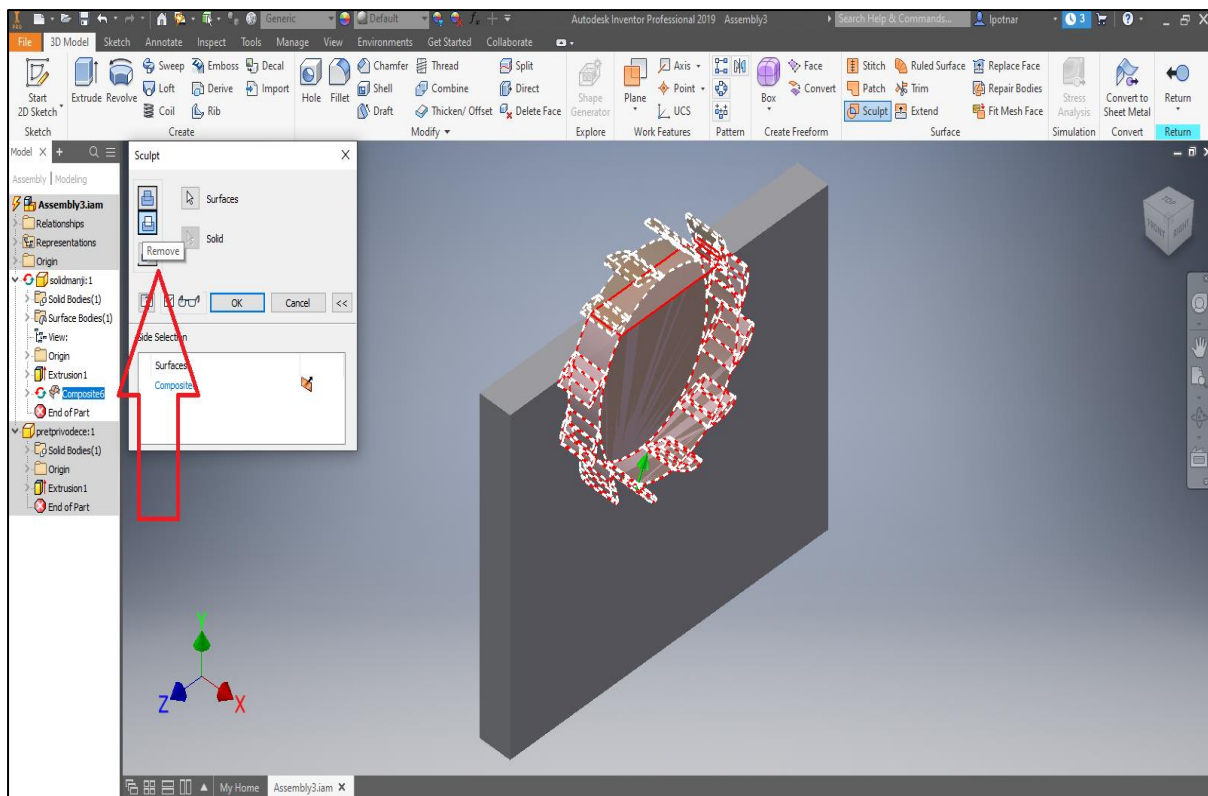 I PRO Generic Default Autodesk Inventor Professional 2019 Assembly3 Search Help & Commands... lpotnar 3
File 3D Model Sketch Annotate Inspect Tools Manage View Environments Get Started Collaborate
Sweep Emboss Decal Chamfer Thread Split Axis Face Stitch Ruled Surface Replace Face
Start 2D Sketch Extrude Revolve Loft Derive Import Hole Fillet Shell Combine Direct Shape Generator Plane Point Box Convert Patch Trim Repair Bodies Stress Analysis Convert to Sheet Metal Return
Coil Rib Draft Thicken/ Offset Delete Face UCS Sculpt Extend Fit Mesh Face
Sketch Create Modify Explore Work Features Pattern Create Freeform Surface Simulation Convert Return
Model X +
Assembly Modeling
Assembly3.iam
Relationships
Representations
Origin
solidmanji:1
Solid Bodies(1)
Surface Bodies(1)
View:
Origin
Extrusion1
Composite6
End of Part
pretprivodece:1
Solid Bodies(1)
Origin
Extrusion1
End of Part
Sculpt X
Surfaces
Solid
Remove
OK Cancel <<
Side Selection
Surfaces
Composite
TOP
FRONT RIGHT
Y
Z X
My Home Assembly3.iam X